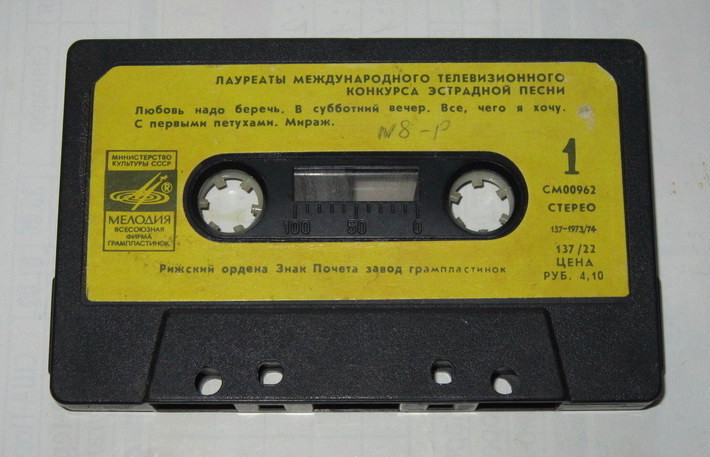 ЛАУРЕАТЫ МЕЖДУНАРОДНОГО ТЕЛЕВИЗИОННОГО
КОНКУРСА ЭСТРАДНОЙ ПЕСНИ
Любовь надо беречь. В субботний вечер. Все, чего я хочу.
С первыми петухами. Мираж.
№8-Р
МИНИСТЕРСТВО
КУЛЬТУРЫ СССР
®
МЕЛОДИЯ
ВСЕСОЮЗНАЯ
ФИРМА
ГРАМПЛАСТИНОК
100 50 0
1
СМ00962
СТЕРЕО
137-1973/74
137/22
ЦЕНА
РУБ. 4,10
Рижский ордена Знак Почета завод грампластинок